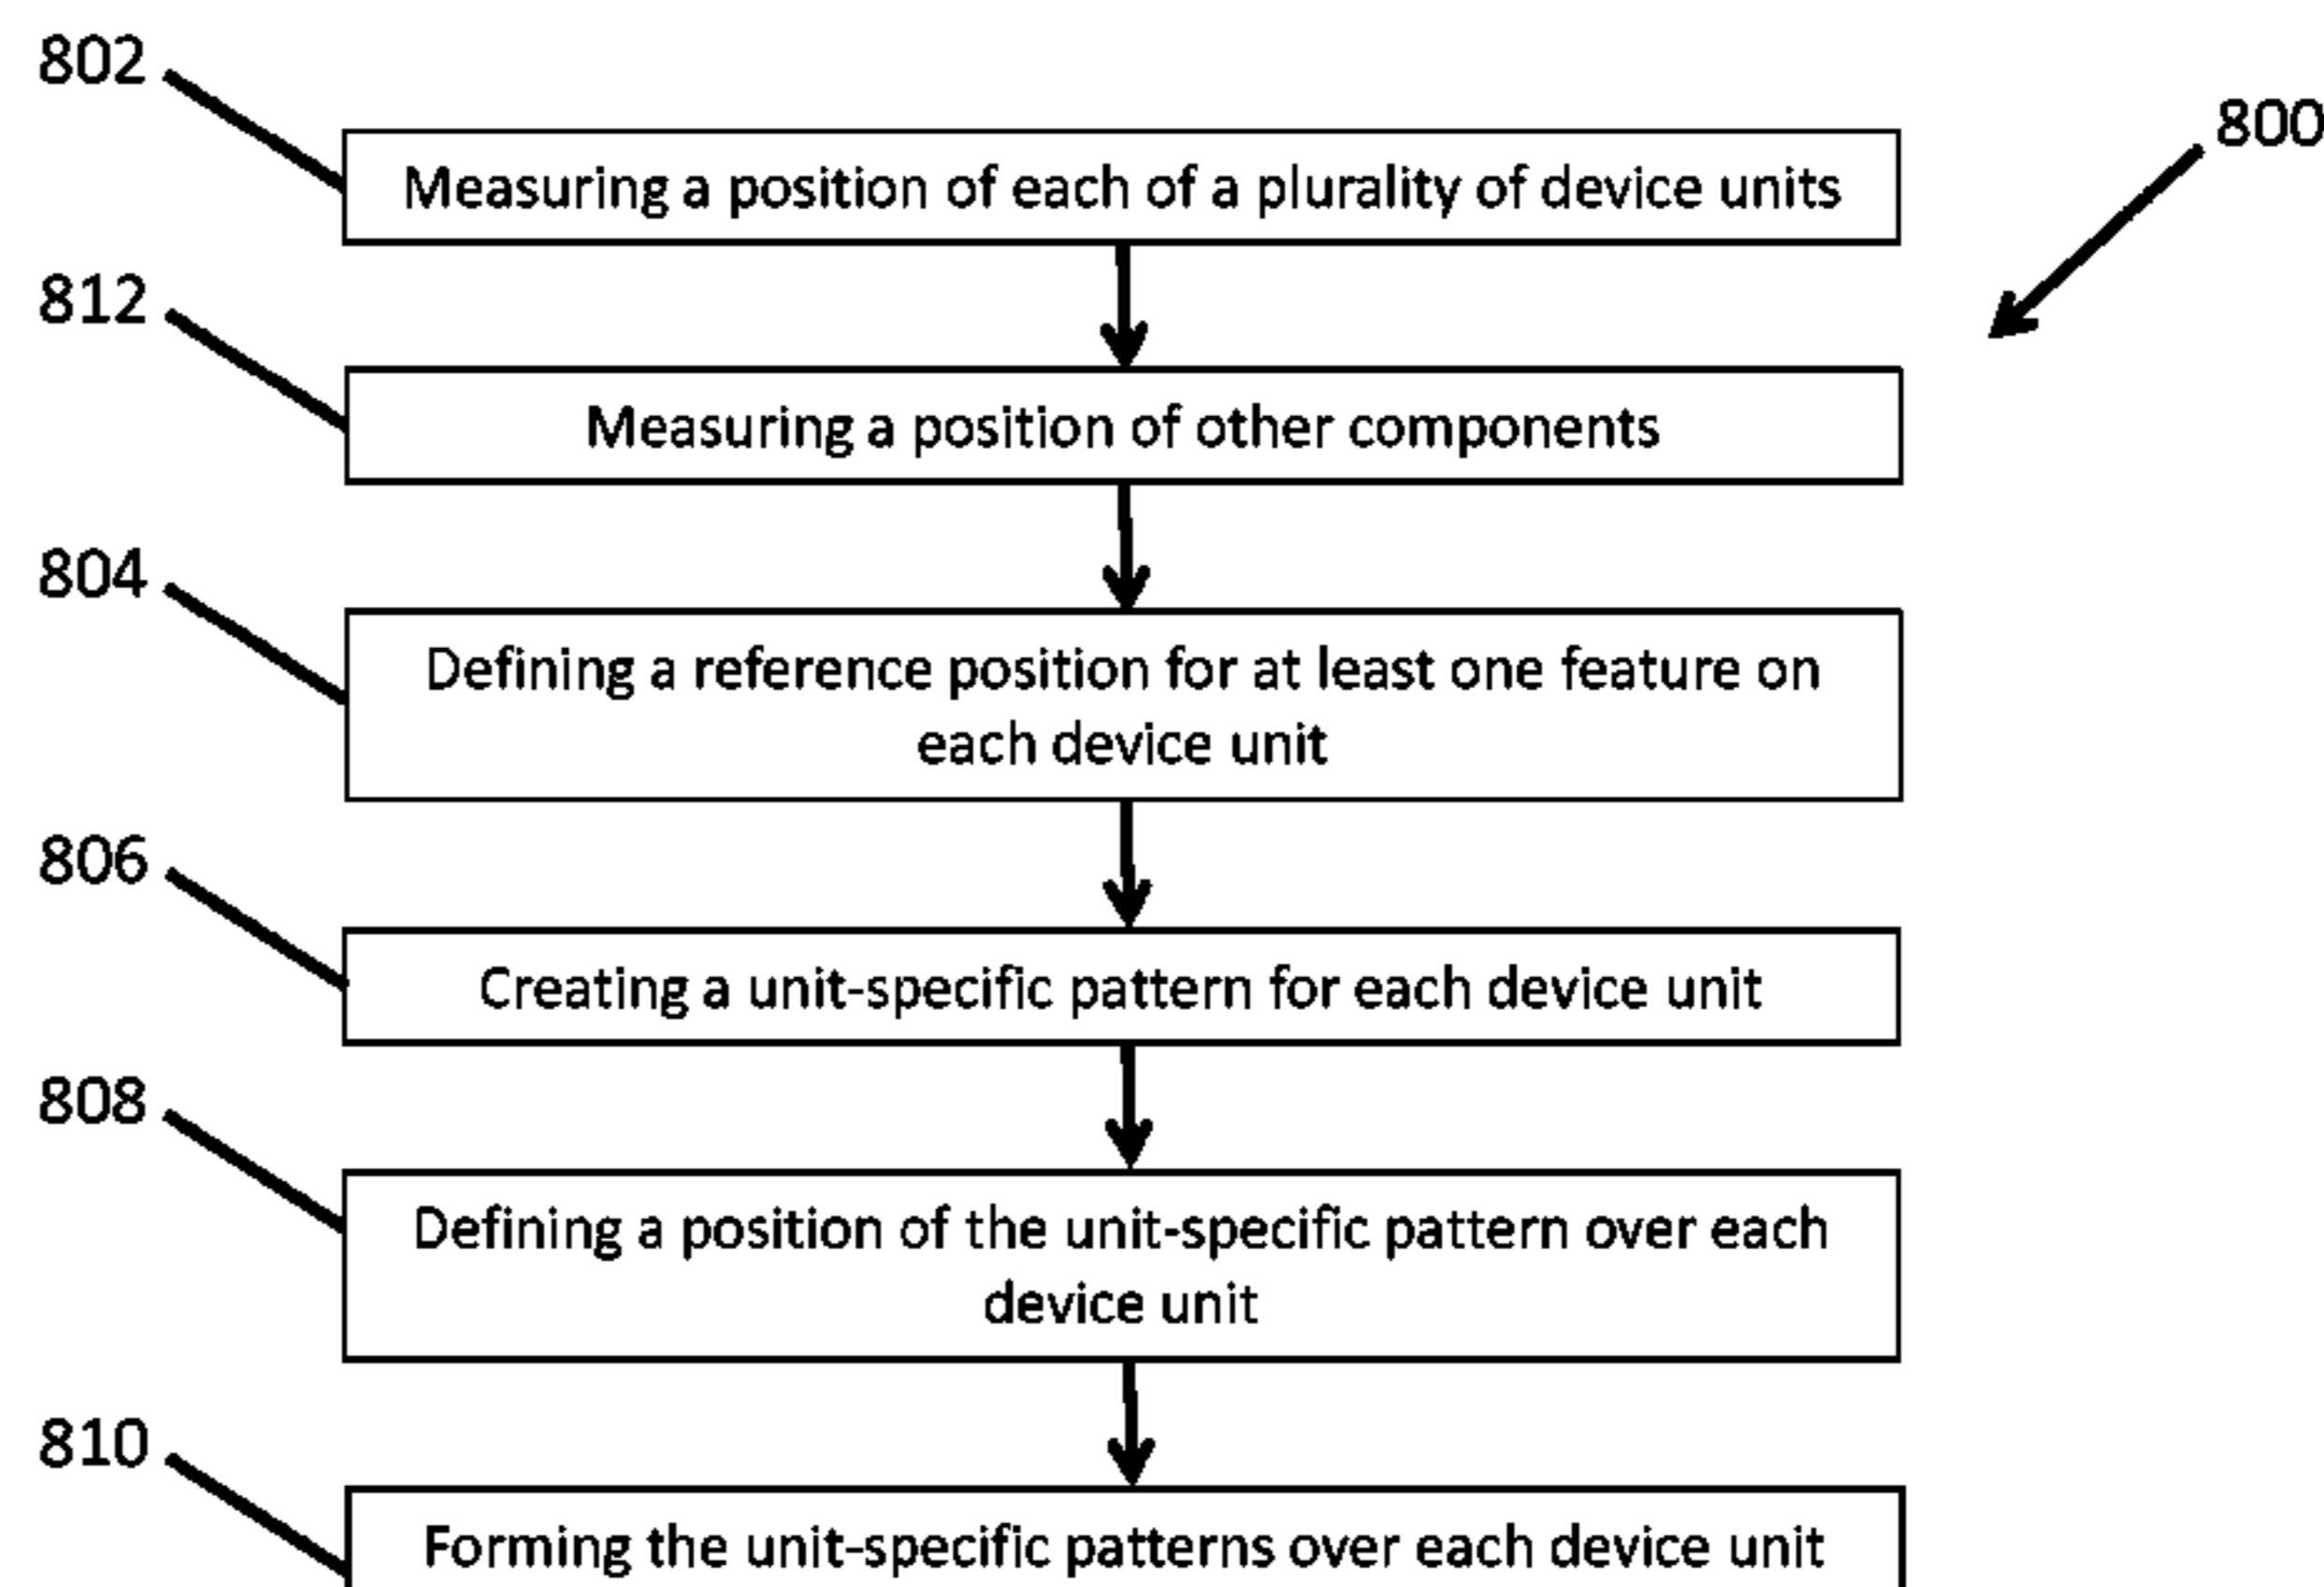 802
800
Measuring a position of each of a plurality of device units
812
Measuring a position of other components
804
Defining a reference position for at least one feature on
each device unit
806
Creating a unit-specific pattern for each device unit
808
Defining a position of the unit-specific pattern over each
device unit
810
Forming the unit-specific patterns over each device unit